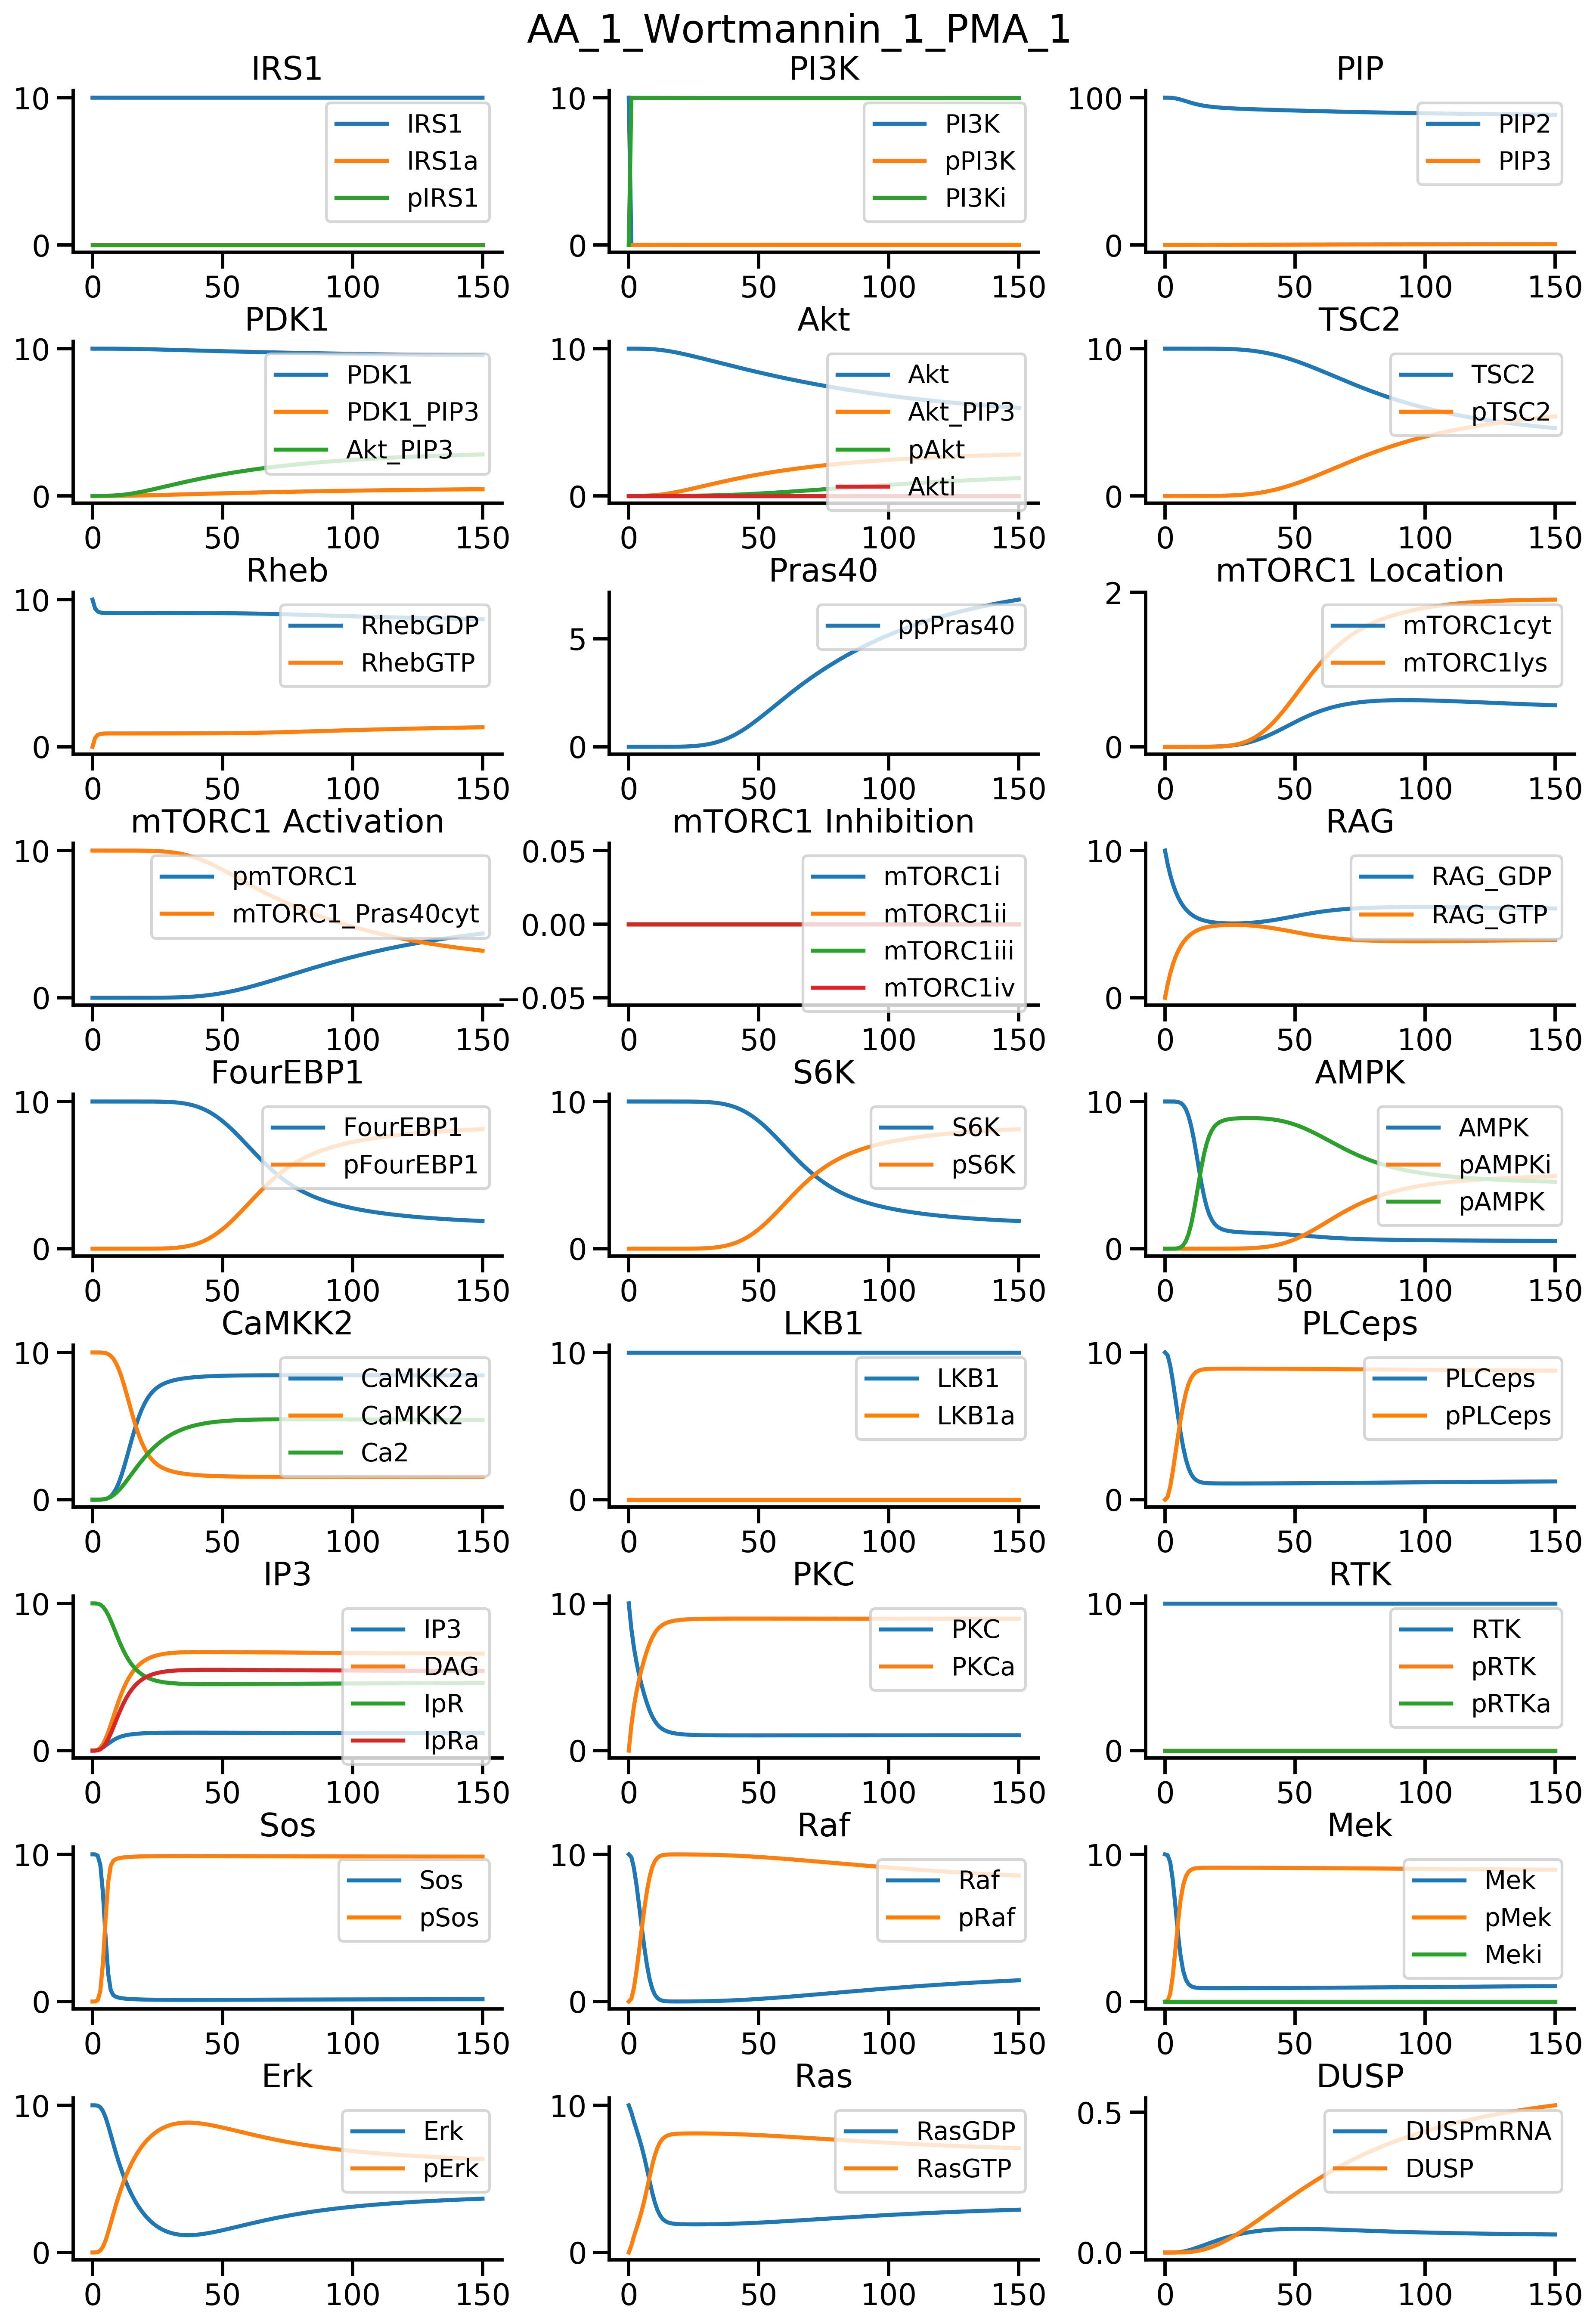 AA_1_Wortmannin_1_PMA_1
IRS1
PI3K
PIP
10
0
IRS1
IRS1a
pIRS1
0 50 100 150
10
0
PI3K
pPI3K
PI3Ki
0 50 100 150
100
0
PIP2
PIP3
0 50 100 150
PDK1
Akt
TSC2
10
0
PDK1
PDK1_PIP3
Akt_PIP3
0 50 100 150
10
0
Akt
Akt_PIP3
pAkt
Akti
0 50 100 150
10
0
TSC2
pTSC2
0 50 100 150
Rheb
Pras40
mTORC1 Location
10
0
RhebGDP
RhebGTP
0 50 100 150
5
0
ppPras40
0 50 100 150
2
0
mTORC1cyt
mTORC1lys
0 50 100 150
mTORC1 Activation
mTORC1 Inhibition
RAG
10
0
pmTORC1
mTORC1_Pras40cyt
0 50 100 150
0.05
0.00
−0.05
mTORC1i
mTORC1ii
mTORC1iii
mTORC1iv
0 50 100 150
10
0
RAG_GDP
RAG_GTP
0 50 100 150
FourEBP1
S6K
AMPK
10
0
FourEBP1
pFourEBP1
0 50 100 150
10
0
S6K
pS6K
0 50 100 150
10
0
AMPK
pAMPKi
pAMPK
0 50 100 150
CaMKK2
LKB1
PLCeps
10
0
CaMKK2a
CaMKK2
Ca2
0 50 100 150
10
0
LKB1
LKB1a
0 50 100 150
10
0
PLCeps
pPLCeps
0 50 100 150
IP3
PKC
RTK
10
0
IP3
DAG
IpR
IpRa
0 50 100 150
10
0
PKC
PKCa
0 50 100 150
10
0
RTK
pRTK
pRTKa
0 50 100 150
Sos
Raf
Mek
10
0
Sos
pSos
0 50 100 150
10
0
Raf
pRaf
0 50 100 150
10
0
Mek
pMek
Meki
0 50 100 150
Erk
Ras
DUSP
10
0
Erk
pErk
0 50 100 150
10
0
RasGDP
RasGTP
0 50 100 150
0.5
0.0
DUSPmRNA
DUSP
0 50 100 150